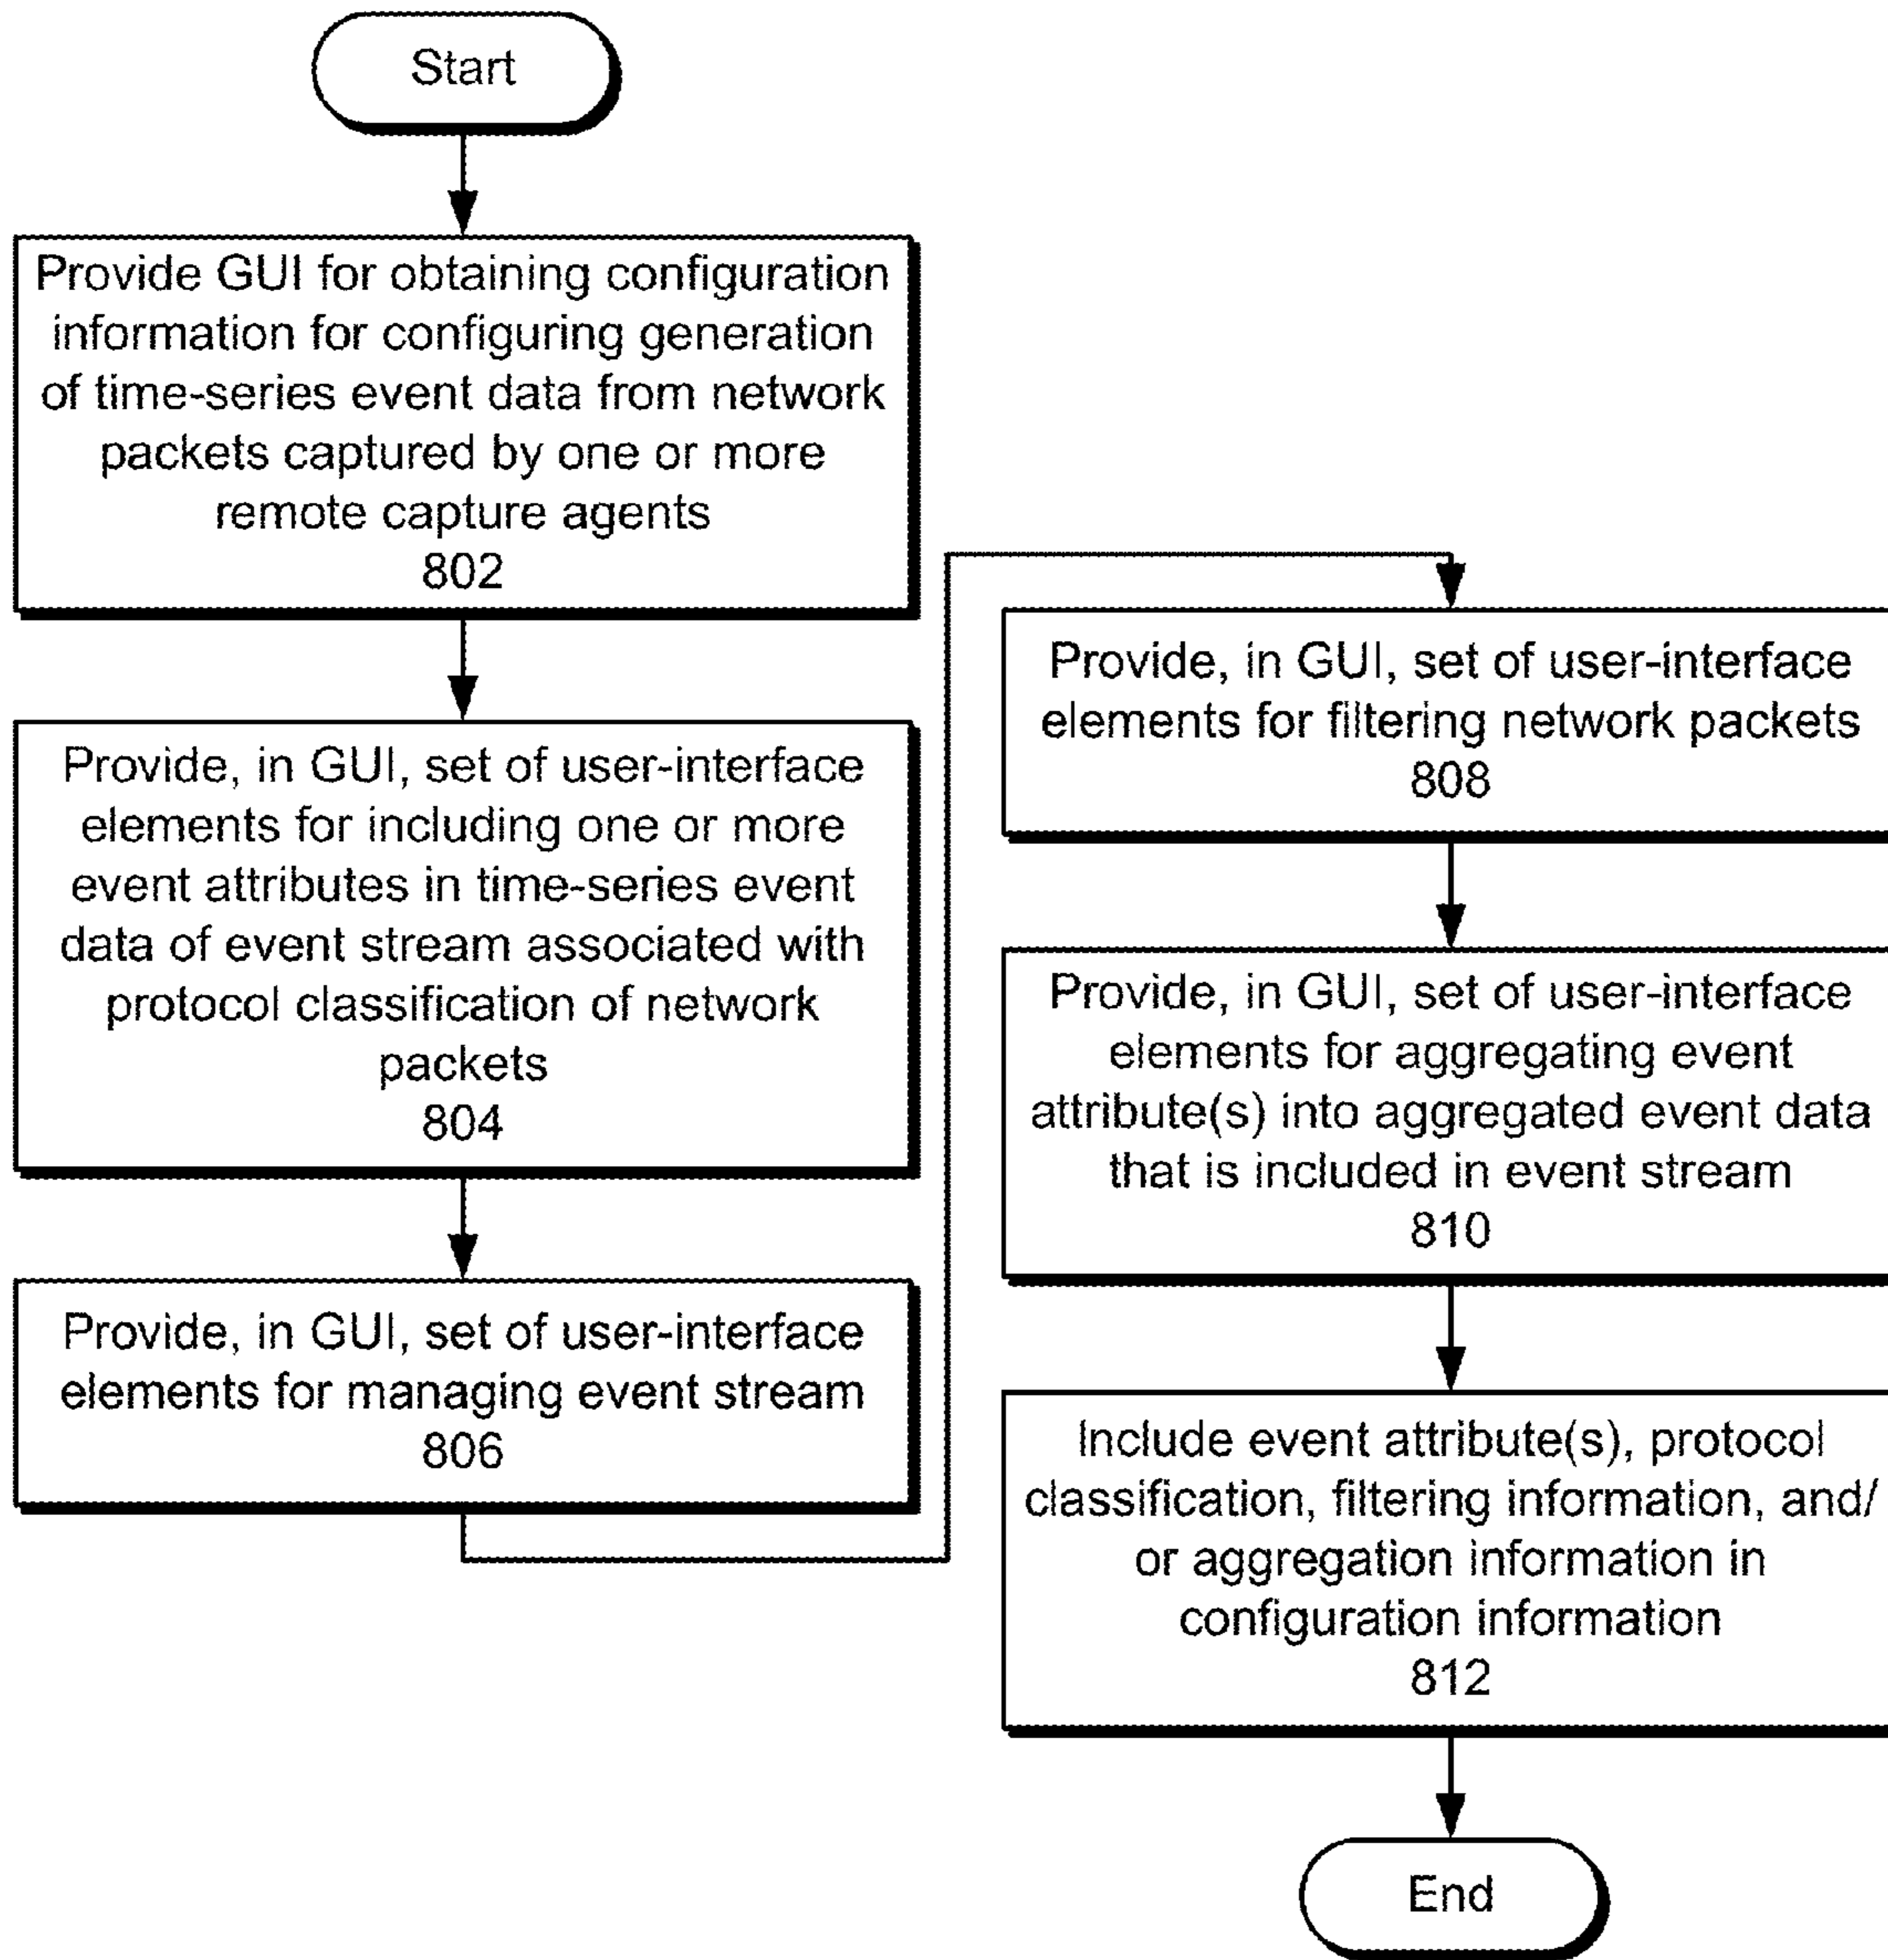 Start
Provide GUI for obtaining configuration
information for configuring generation
of time-series event data from network
packets captured by one or more
remote capture agents
802
Provide, in GUI, set of user-interface
elements for including one or more
event attributes in time-series event
data of event stream associated with
protocol classification of network
packets
804
Provide, in GUI, set of user-interface
elements for managing event stream
806
Provide, in GUI, set of user-interface
elements for filtering network packets
808
Provide, in GUI, set of user-interface
elements for aggregating event
attribute(s) into aggregated event data
that is included in event stream
810
Include event attribute(s), protocol
classification, filtering information, and/
or aggregation information in
configuration information
812
End